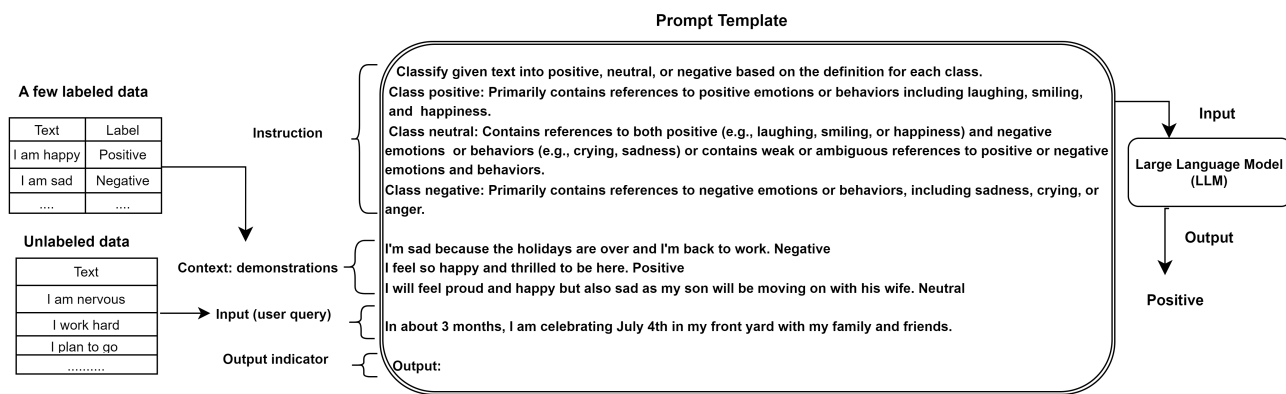 Prompt Template
A few labeled data
Text Label
I am happy Positive
I am sad Negative
.... ....
Unlabeled data
Text
I am nervous
I work hard
I plan to go
..........
Instruction
Context: demonstrations
Input (user query)
Output indicator
Classify given text into positive, neutral, or negative based on the definition for each class.
Class positive: Primarily contains references to positive emotions or behaviors including laughing, smiling,
and happiness.
Class neutral: Contains references to both positive (e.g., laughing, smiling, or happiness) and negative
emotions or behaviors (e.g., crying, sadness) or contains weak or ambiguous references to positive or negative
emotions and behaviors.
Class negative: Primarily contains references to negative emotions or behaviors, including sadness, crying, or
anger.
I'm sad because the holidays are over and I'm back to work. Negative
I feel so happy and thrilled to be here. Positive
I will feel proud and happy but also sad as my son will be moving on with his wife. Neutral
In about 3 months, I am celebrating July 4th in my front yard with my family and friends.
Output:
Input
Large Language Model
(LLM)
Output
Positive